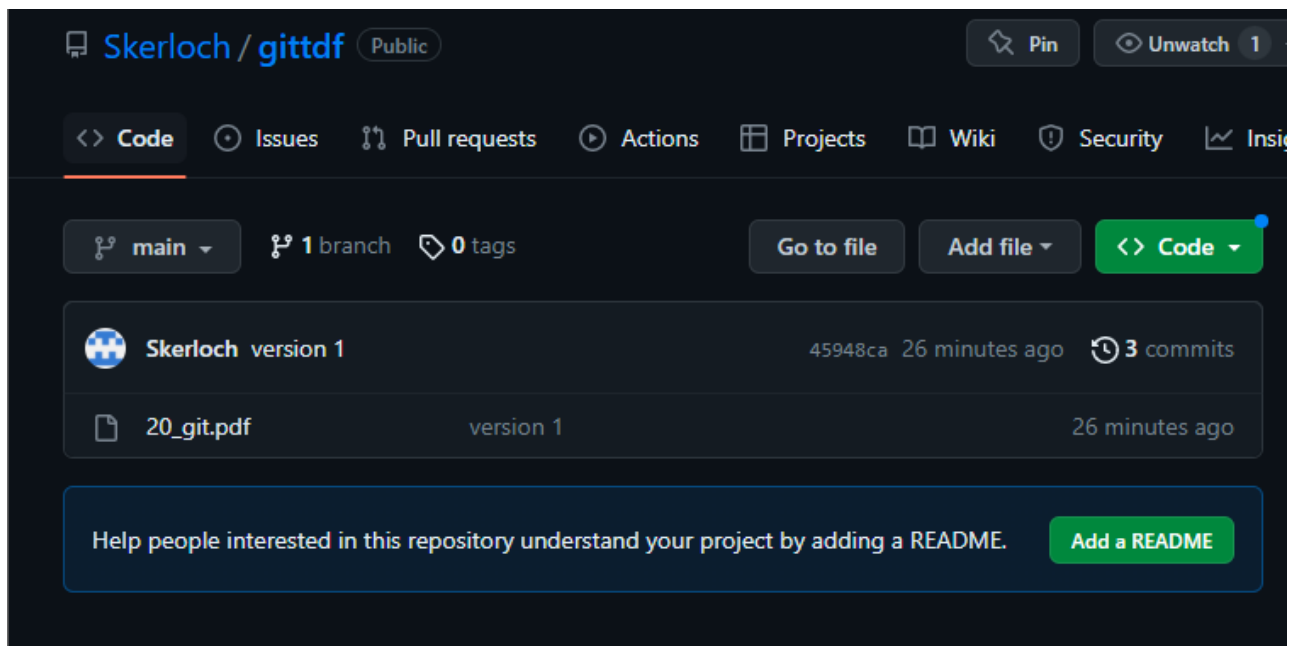 Skerloch / gittdf Public Pin Unwatch 1
Code Issues Pull requests Actions Projects Wiki Security
main 1 branch 0 tags Go to file Add file Code
Skerloch version 1 45948ca 26 minutes ago 3 commits
20_git.pdf version 1 26 minutes ago
Help people interested in this repository understand your project by adding a README. Add a README